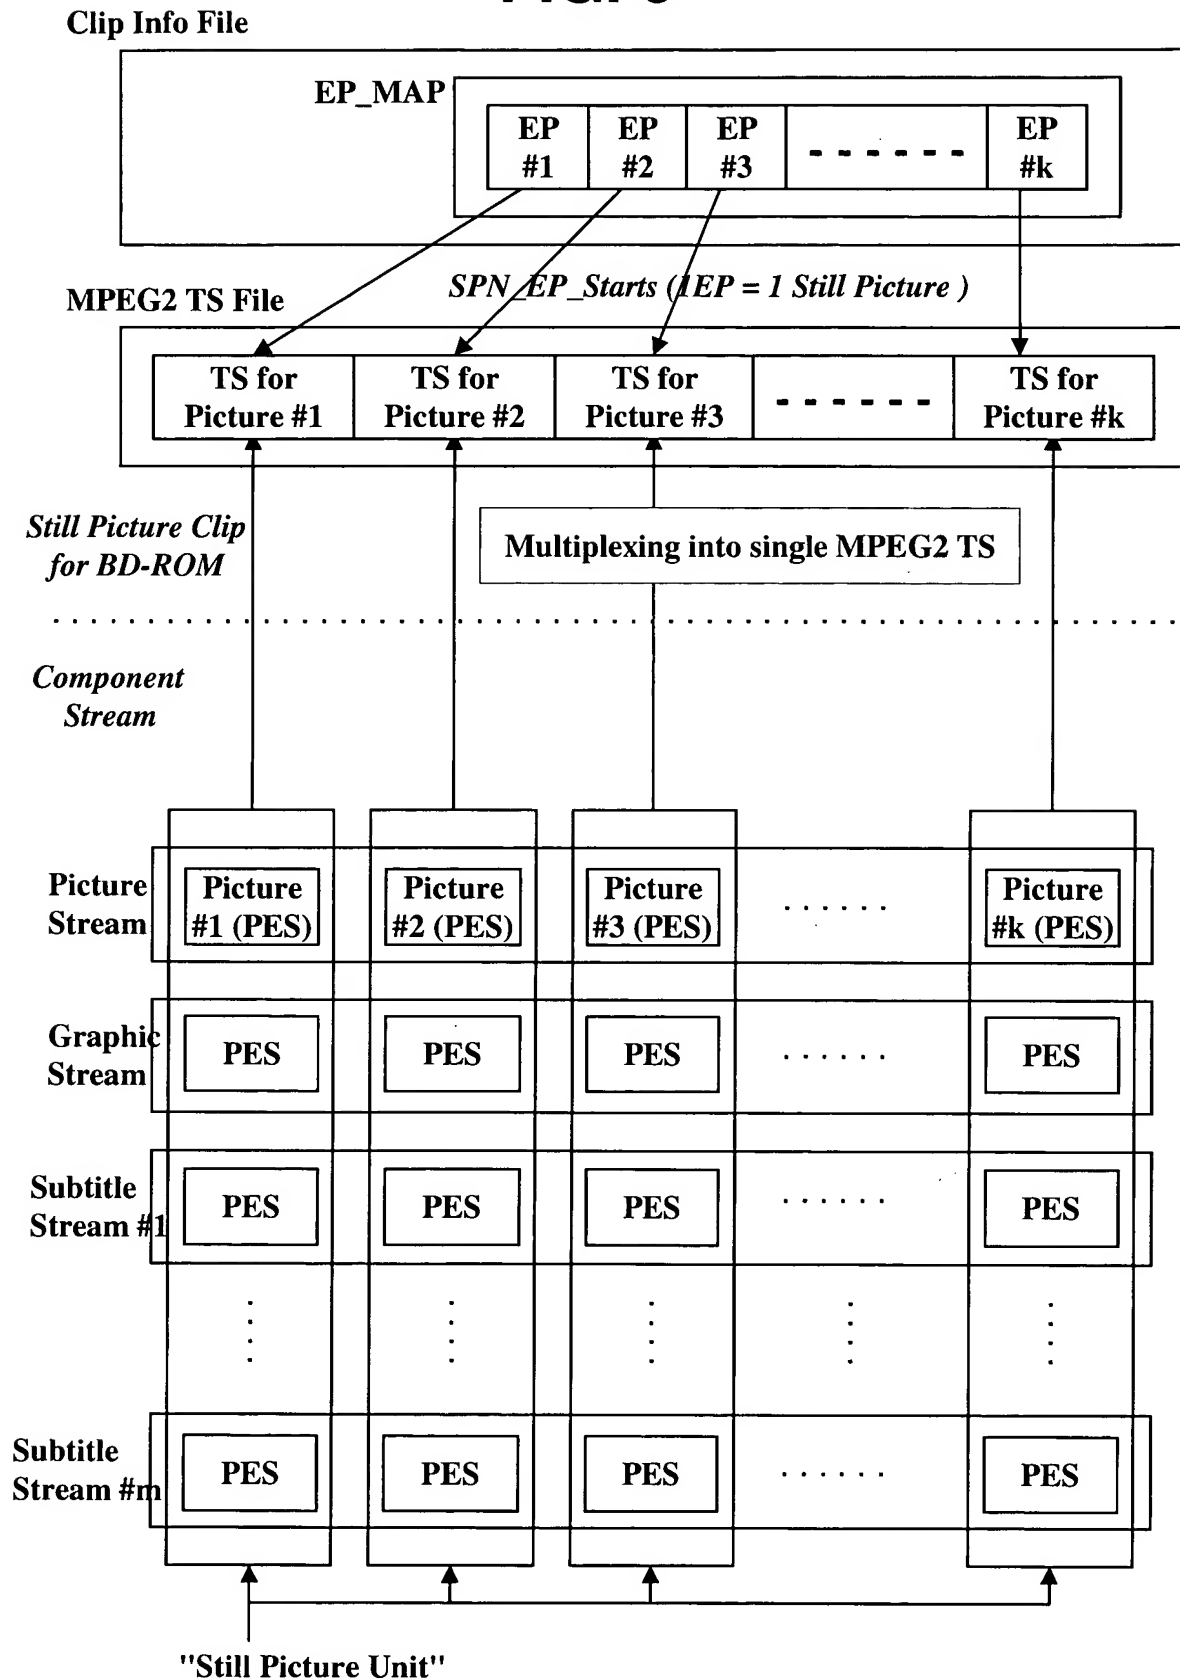 Clip Info File
EP_MAP
EP #1
EP #2
EP #3
EP #k
SPN_EP_Starts (1EP = 1 Still Picture )
MPEG2 TS File
TS for Picture #1
TS for Picture #2
TS for Picture #3
TS for Picture #k
Still Picture Clip
for BD-ROM
Multiplexing into single MPEG2 TS
Component
Stream
Picture
Stream
Picture #1 (PES)
Picture #2 (PES)
Picture #3 (PES)
Picture #k (PES)
Graphic
Stream
PES
PES
PES
PES
Subtitle
Stream #1
PES
PES
PES
PES
Subtitle
Stream #m
PES
PES
PES
PES
"Still Picture Unit"